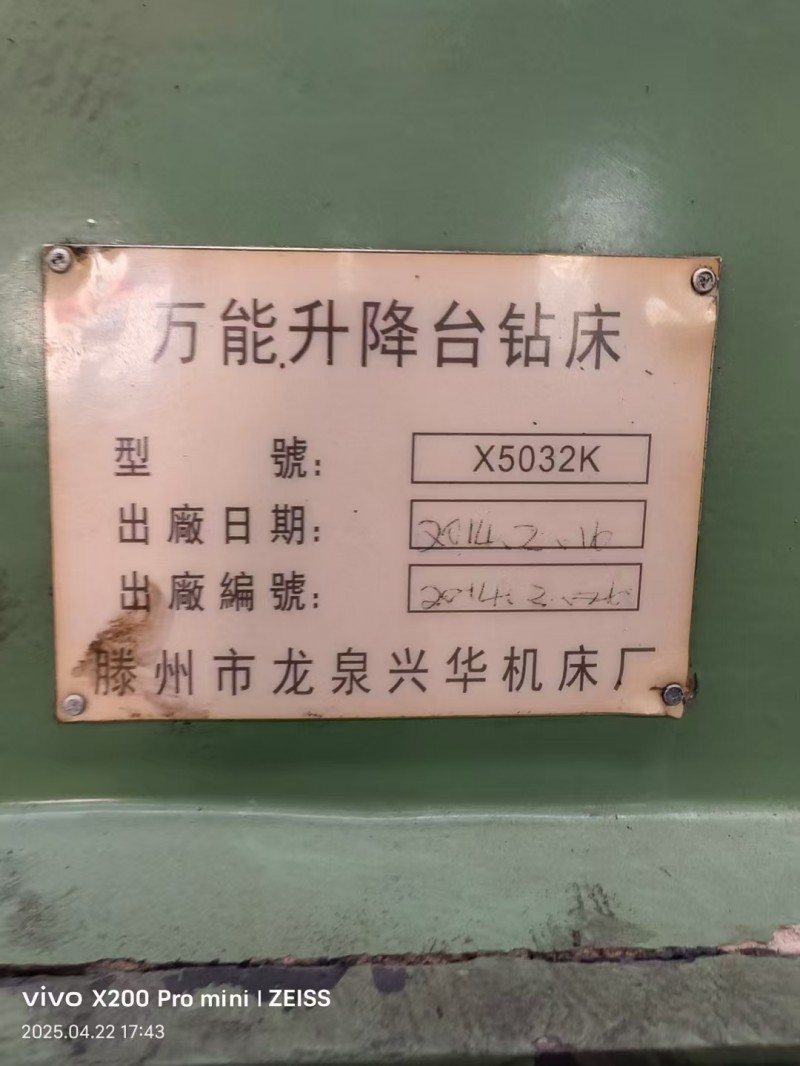 万能升降台钻床
型 號： X5032K
出廠日期： 2014.2.16
出廠編號： 2014.2.
滕州市龙泉兴华机床厂
vivo X200 Pro mini | ZEISS
2025.04.22 17:43